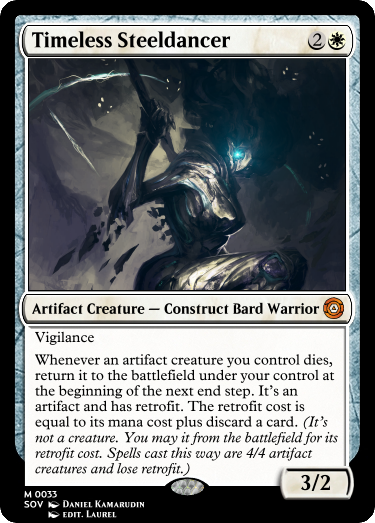 Timeless Steeldancer 2
Artifact Creature — Construct Bard Warrior
Vigilance
Whenever an artifact creature you control dies,
return it to the battlefield under your control at
the beginning of the next end step. It's an
artifact and has retrofit. The retrofit cost is
equal to its mana cost plus discard a card. (It's
not a creature. You may it from the battlefield for its
retrofit cost. Spells cast this way are 4/4 artifact
creatures and lose retrofit.)
3/2
M 0033
SOV Daniel Kamarudin
edit. Laurel